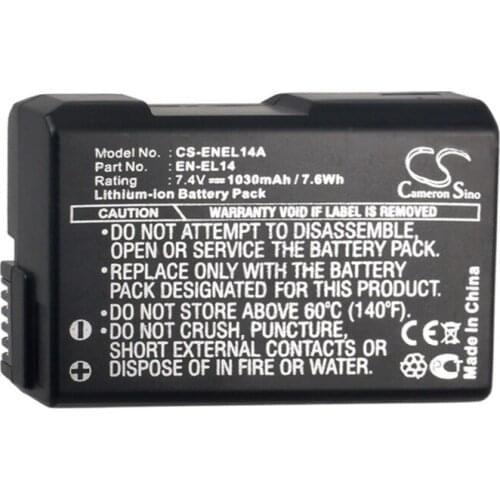 Model No.: CS-ENEL14A
Part No.: EN-EL14
Rating : 7.4V 1030mAh / 7.6Wh
Lithium-ion Battery Pack
CS
Cameron Sino
WARRANTY VOID IF LABEL IS REMOVED
• DO NOT ATTEMPT TO DISASSEMBLE,
OPEN OR SERVICE BATTERY PACK.
• REPLACE ONLY WITH THE BATTERY
PACK DESIGNATED FOR THIS PRODUCT
• DO NOT STORE ABOVE 60℃ (140℉).
• DO NOT CRUSH, PUNCTURE,
SHORT EXTERNAL CONTACTS OR
DISPOSE OF IN FIRE OR WATER.
+
−
CE FC
Made In China